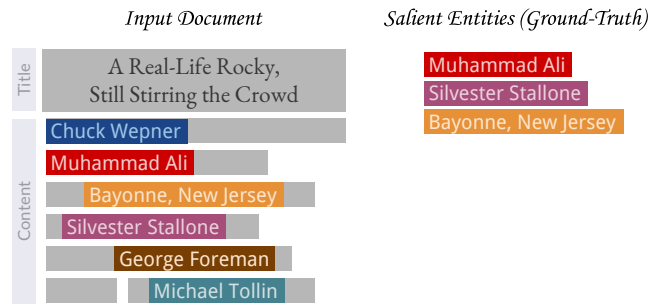 Input Document
Title
A Real-Life Rocky,
Still Stirring the Crowd
Content
Chuck Wepner
Muhammad Ali
Bayonne, New Jersey
Silvester Stallone
George Foreman
Michael Tollin
Salient Entities (Ground-Truth)
Muhammad Ali
Silvester Stallone
Bayonne, New Jersey